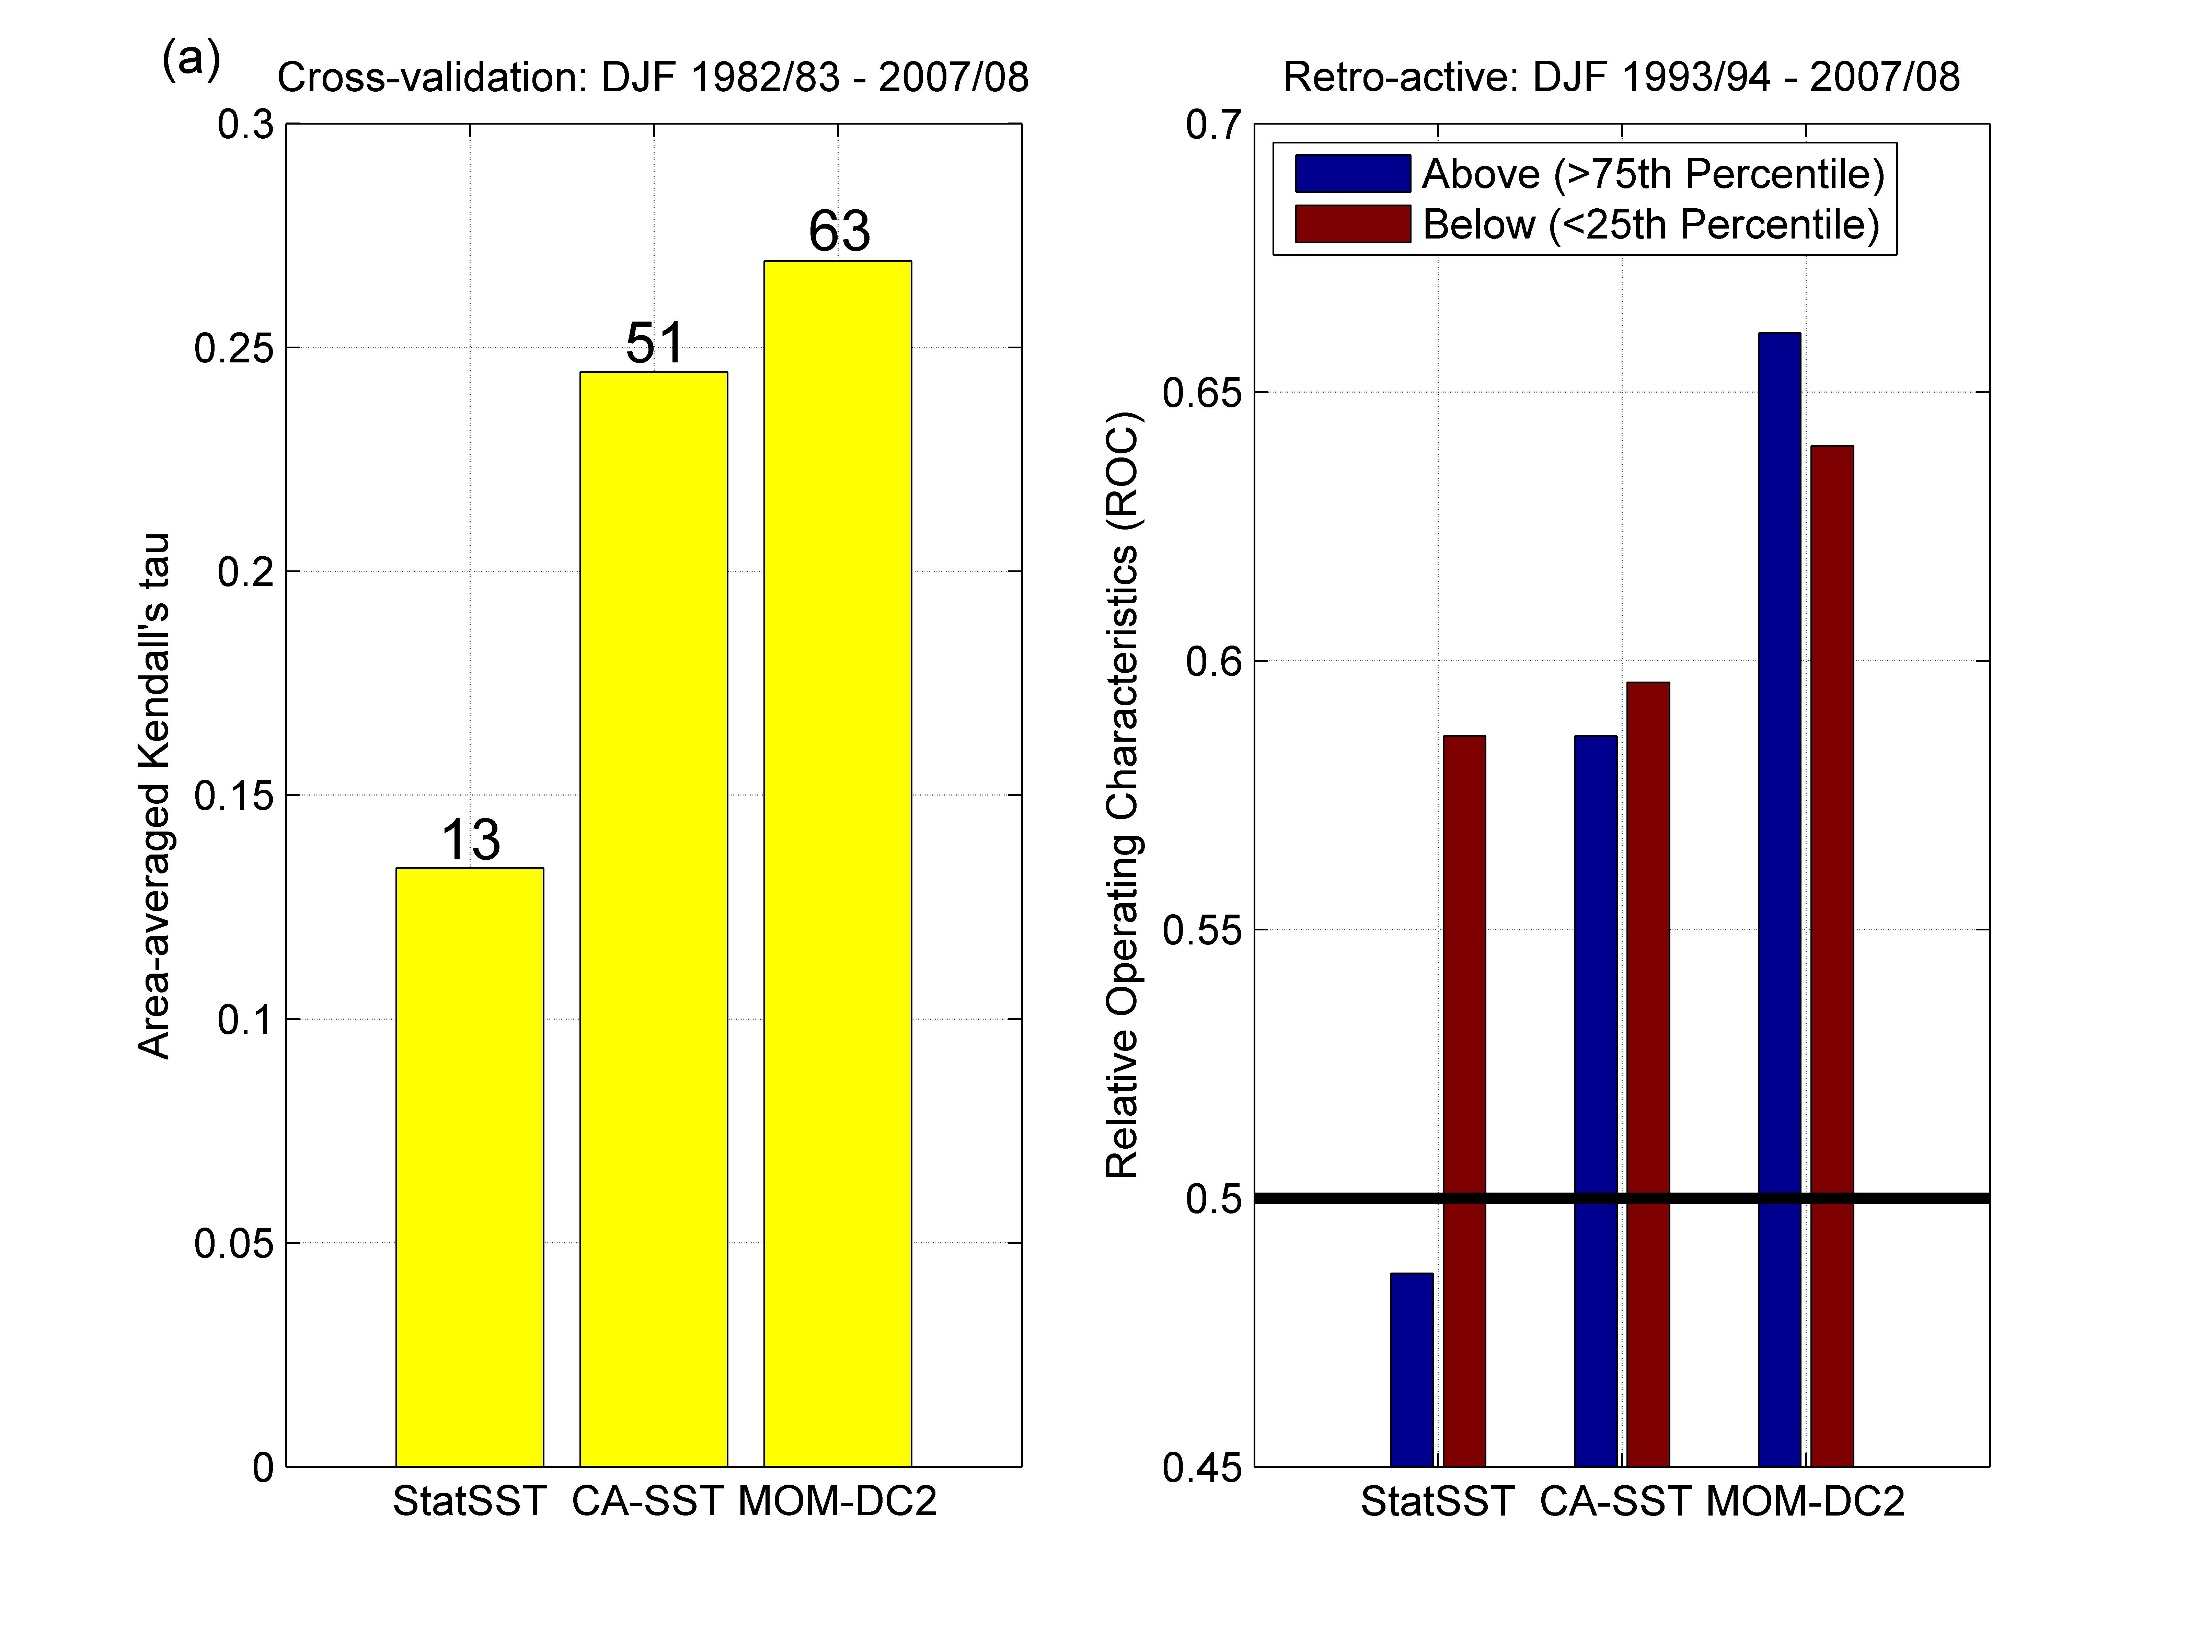 (a)
Cross-validation: DJF 1982/83 - 2007/08
0.3
0.25
0.2
0.15
0.1
0.05
0
Area-averaged Kendall's tau
13
51
63
StatSST CA-SST MOM-DC2
Retro-active: DJF 1993/94 - 2007/08
0.7
0.65
0.6
0.55
0.5
0.45
Relative Operating Characteristics (ROC)
Above (>75th Percentile)
Below (<25th Percentile)
StatSST CA-SST MOM-DC2